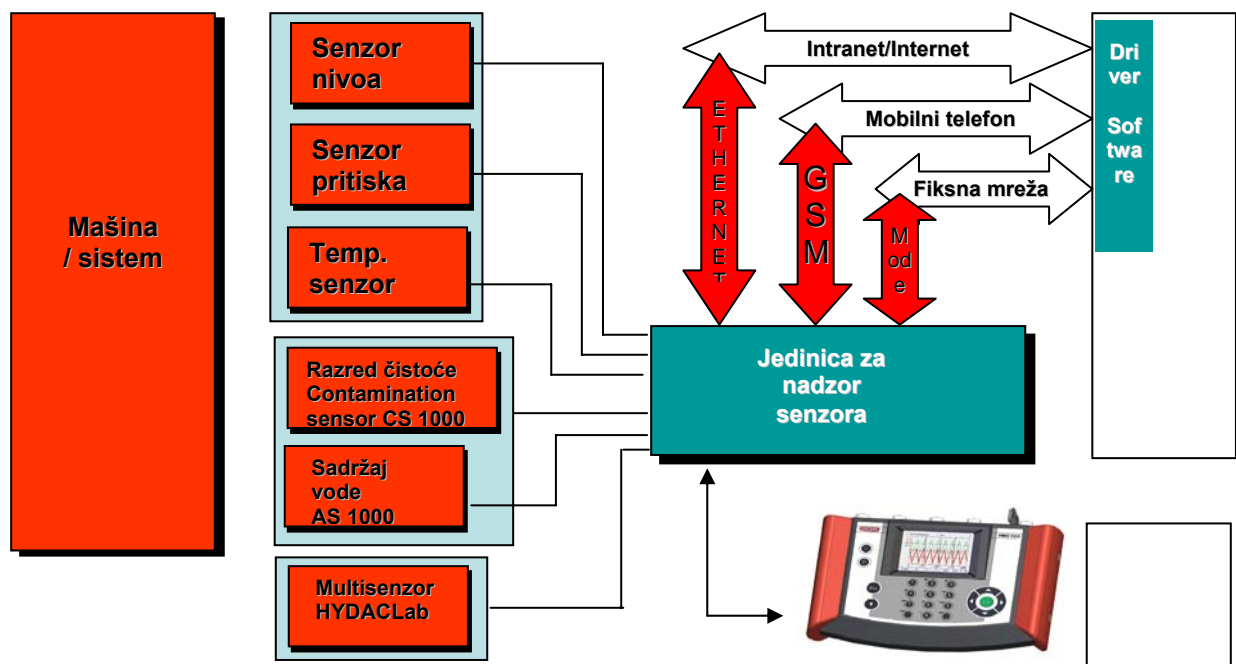 Mašina
/ sistem
Senzor
nivoa
Senzor
pritiska
Temp.
senzor
Razred čistoće
Contamination
sensor CS 1000
Sadržaj
vode
AS 1000
Multisenzor
HYDACLab
Intranet/Internet
Mobilni telefon
Fiksna mreža
ETHERNET
GSM
M
od
e
Jedinica za
nadzor
senzora
Dri
ver
Sof
twa
re